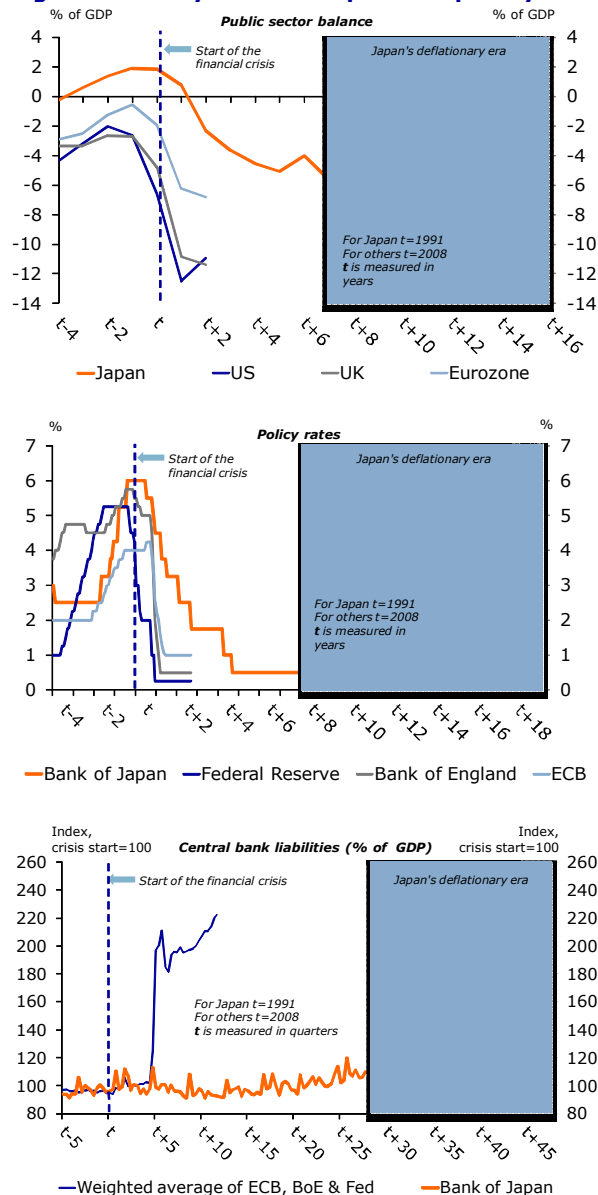 % of GDP
Public sector balance
% of GDP
4
2
0
-2
-4
-6
-8
-10
-12
-14
Start of the
financial crisis
Japan's deflationary era
For Japan t=1991
For others t=2008
t is measured in
years
4
2
0
-2
-4
-6
-8
-10
-12
-14
t-4
t-2
t
t+2
t+4
t+6
t+8
t+10
t+12
t+14
t+16
Japan
US
UK
Eurozone
%
Policy rates
%
7
6
5
4
3
2
1
0
Start of the
financial crisis
Japan's deflationary era
For Japan t=1991
For others t=2008
t is measured in
years
7
6
5
4
3
2
1
0
t-4
t-2
t
t+2
t+4
t+6
t+8
t+10
t+12
t+14
t+16
t+18
Bank of Japan
Federal Reserve
Bank of England
ECB
Index,
crisis start=100
Central bank liabilities (% of GDP)
Index,
crisis start=100
260
240
220
200
180
160
140
120
100
80
Start of the financial crisis
Japan's deflationary era
For Japan t=1991
For others t=2008
t is measured in quarters
260
240
220
200
180
160
140
120
100
80
t-5
t
t+5
t+10
t+15
t+20
t+25
t+30
t+35
t+40
t+45
Weighted average of ECB, BoE & Fed
Bank of Japan